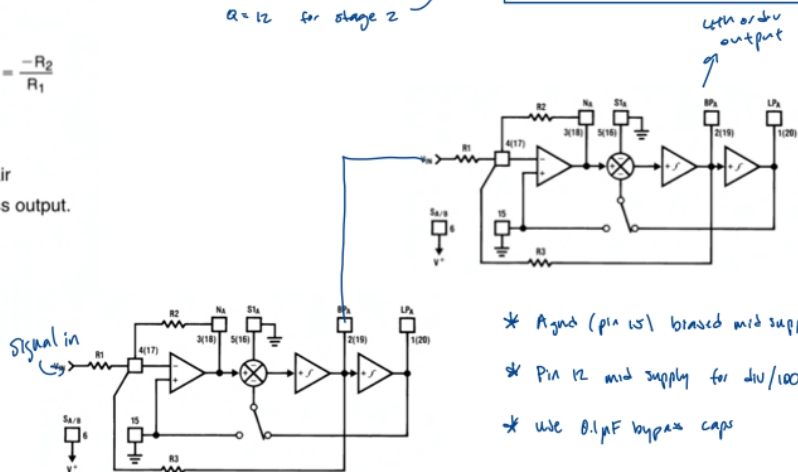 Q = 12 for stage 2
4th order
output
= -R2
R1
ir
s output.
R2
NA
S1A
BPA
LPA
3(18)
5(16)
2(19)
1(20)
VIN
R1
4(17)
SA/B
6
V+
15
R3
signal in
R2
NA
S1A
BPA
LPA
3(18)
5(16)
2(19)
1(20)
VIN
R1
4(17)
SA/B
6
V+
15
R3
* Agnd (pin 15) biased mid supp
* Pin 12 mid supply for div/100
* use 0.1µF bypass caps